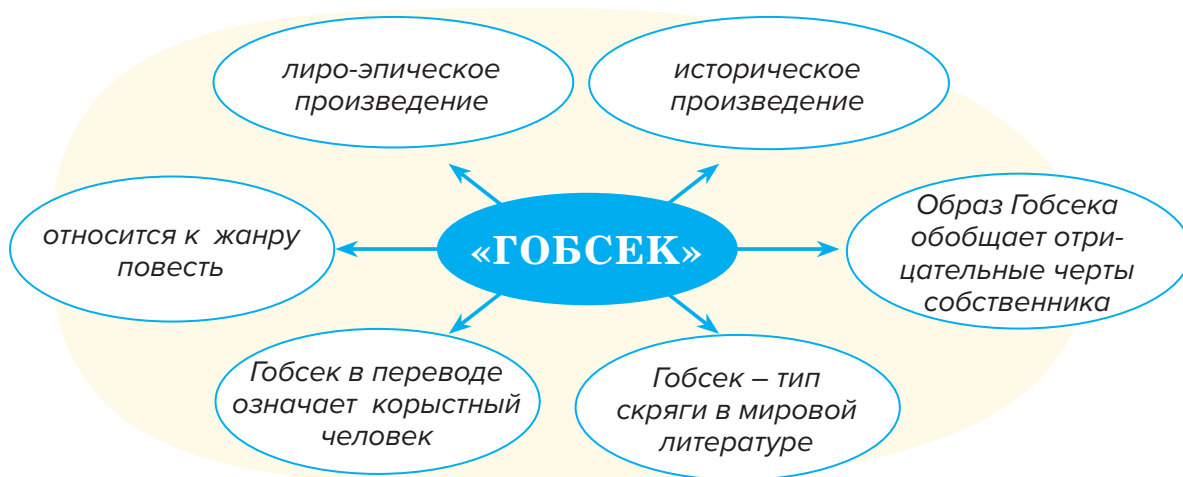 лиро-эпическое
произведение
историческое
произведение
относится к жанру
повесть
«ГОБСЕК»
Образ Гобсека
обобщает отри-
цательные черты
собственника
Гобсек в переводе
означает корыстный
человек
Гобсек – тип
скряги в мировой
литературе